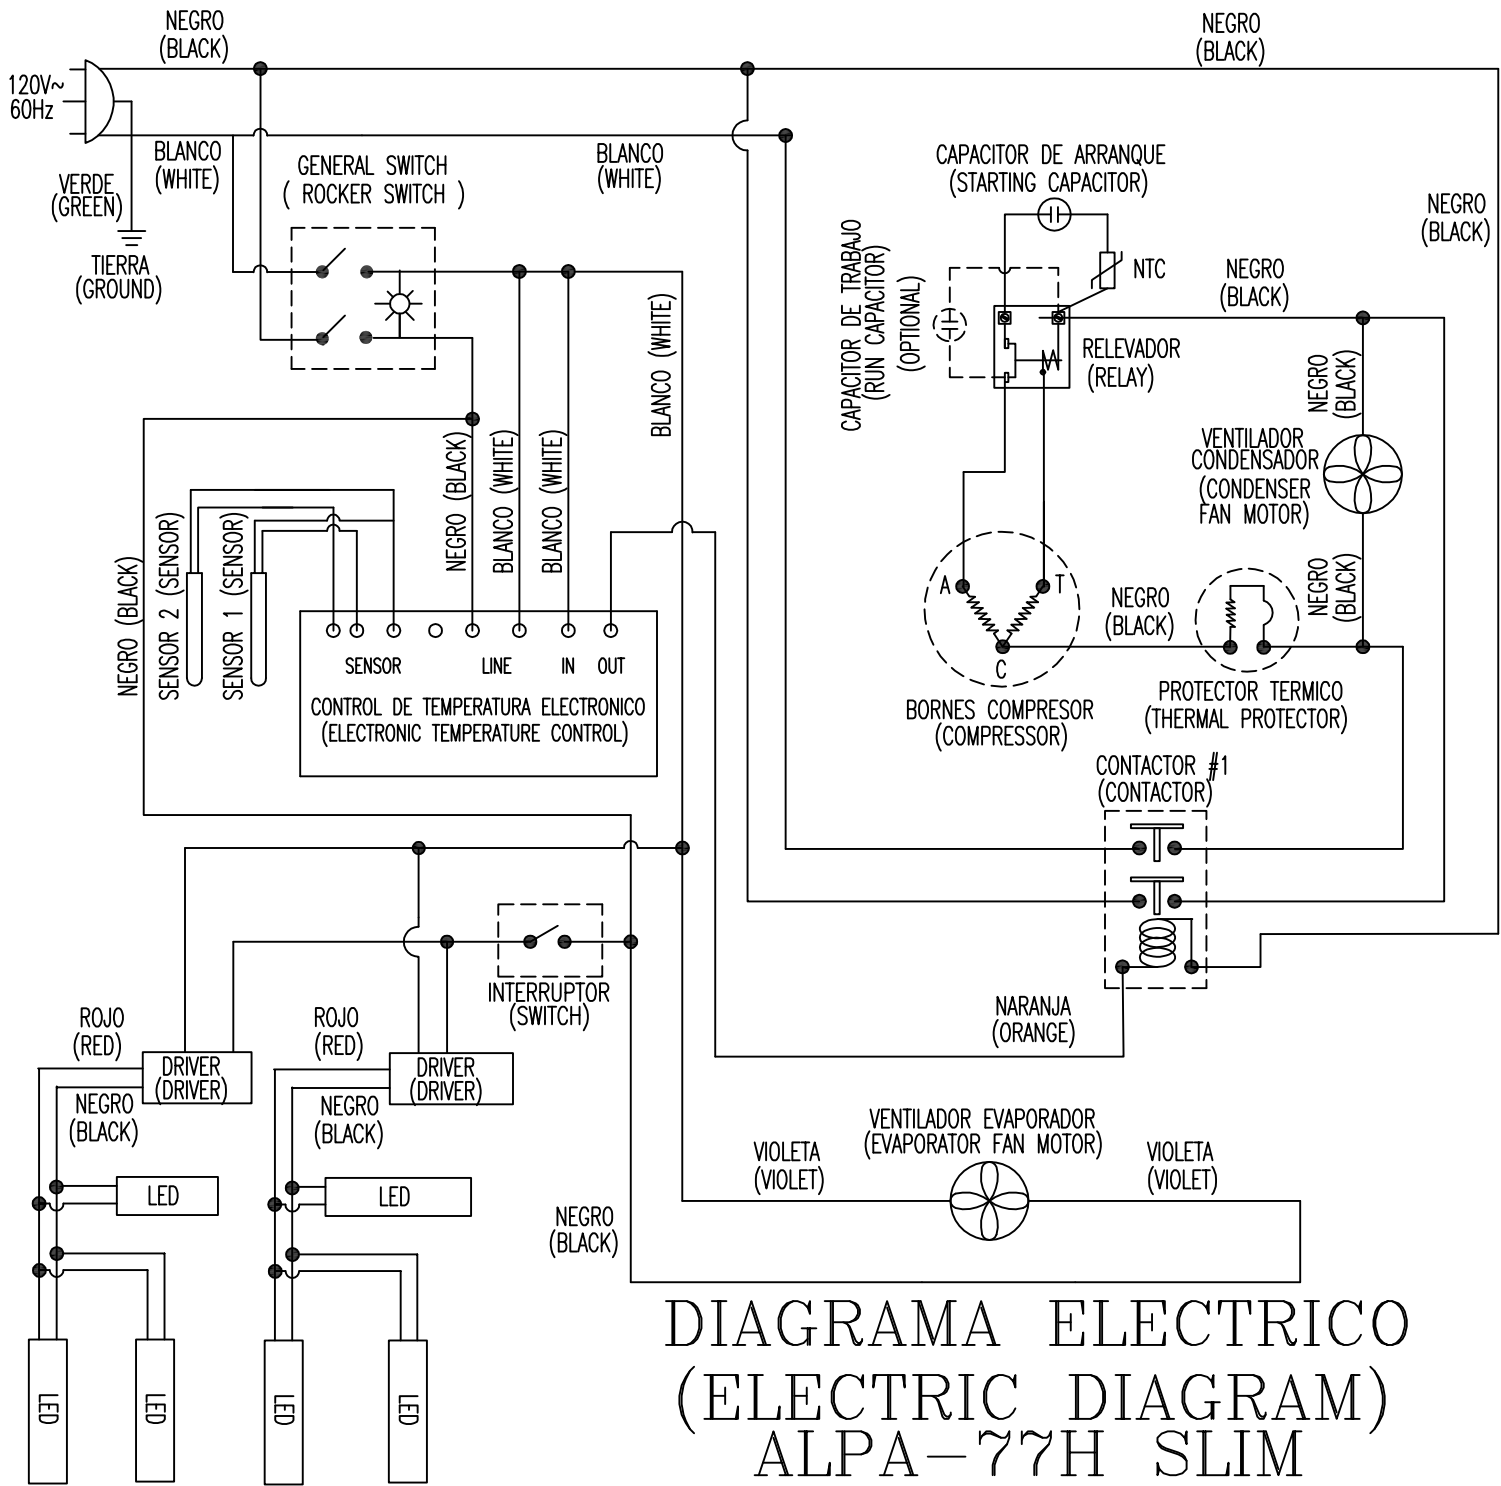 NEGRO
(BLACK)
NEGRO
(BLACK)
120V~
60Hz
BLANCO
(WHITE)
VERDE
(GREEN)
TIERRA
(GROUND)
GENERAL SWITCH
( ROCKER SWITCH )
BLANCO
(WHITE)
CAPACITOR DE ARRANQUE
(STARTING CAPACITOR)
NEGRO
(BLACK)
CAPACITOR DE TRABAJO
(RUN CAPACITOR)
(OPTIONAL)
NTC
NEGRO
(BLACK)
RELEVADOR
(RELAY)
BLANCO (WHITE)
NEGRO
(BLACK)
VENTILADOR
CONDENSADOR
(CONDENSER
FAN MOTOR)
NEGRO (BLACK)
BLANCO (WHITE)
BLANCO (WHITE)
NEGRO (BLACK)
SENSOR 2 (SENSOR)
SENSOR 1 (SENSOR)
NEGRO
(BLACK)
A
T
C
NEGRO
(BLACK)
SENSOR
LINE
IN
OUT
CONTROL DE TEMPERATURA ELECTRONICO
(ELECTRONIC TEMPERATURE CONTROL)
BORNES COMPRESOR
(COMPRESSOR)
PROTECTOR TERMICO
(THERMAL PROTECTOR)
CONTACTOR #1
(CONTACTOR)
INTERRUPTOR
(SWITCH)
NARANJA
(ORANGE)
ROJO
(RED)
ROJO
(RED)
DRIVER
(DRIVER)
DRIVER
(DRIVER)
NEGRO
(BLACK)
NEGRO
(BLACK)
VENTILADOR EVAPORADOR
(EVAPORATOR FAN MOTOR)
VIOLETA
(VIOLET)
VIOLETA
(VIOLET)
LED
LED
NEGRO
(BLACK)
LED
LED
LED
LED
DIAGRAMA ELECTRICO
(ELECTRIC DIAGRAM)
ALPA-77H SLIM